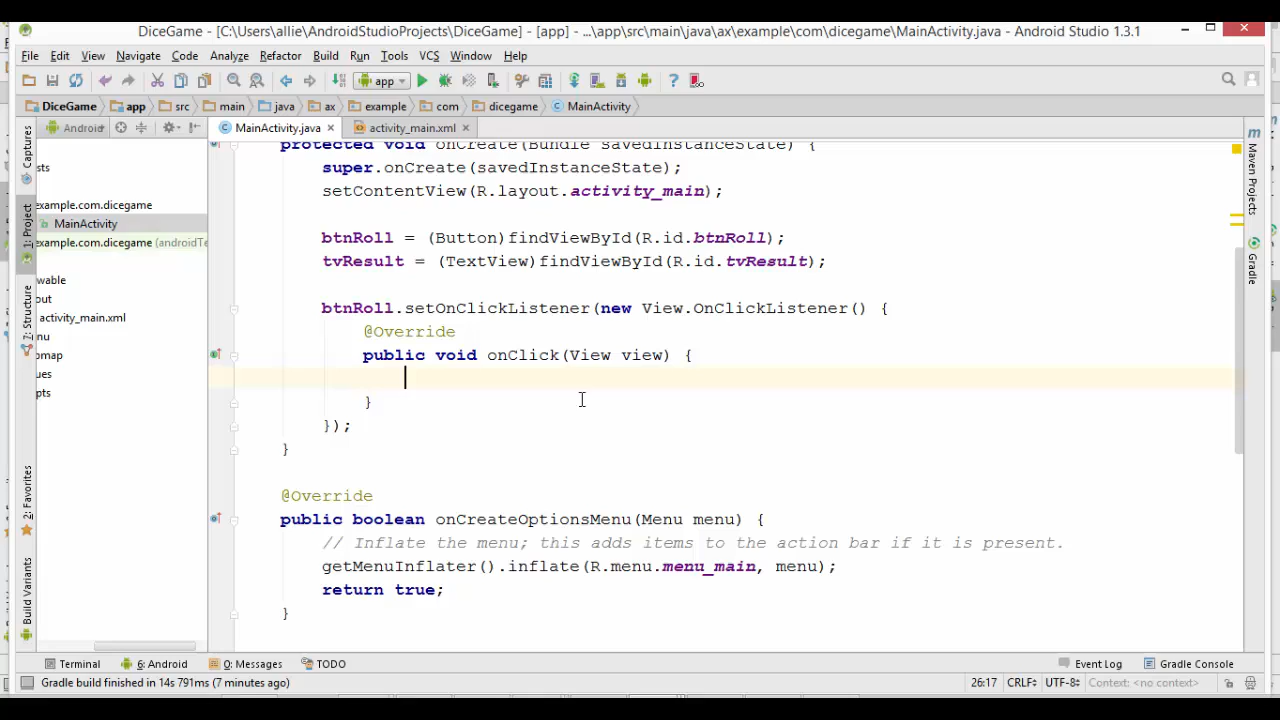 DiceGame - [C:\Users\allie\AndroidStudioProjects\DiceGame] - [app] - ...\app\src\main\java\ax\example\com\dicegame\MainActivity.java - Android Studio 1.3.1
File Edit View Navigate Code Analyze Refactor Build Run Tools VCS Window Help
app
DiceGame app src main java ax example com dicegame MainActivity
Android MainActivity.java activity_main.xml
Captures
1: Project
7: Structure
2: Favorites
Build Variants
sts
example.com.dicegame
MainActivity
example.com.dicegame (androidTe
wable
out
activity_main.xml
nu
pmap
ues
pts
protected void onCreate(Bundle savedInstanceState) {
super.onCreate(savedInstanceState);
setContentView(R.layout.activity_main);
btnRoll = (Button)findViewById(R.id.btnRoll);
tvResult = (TextView)findViewById(R.id.tvResult);
btnRoll.setOnClickListener(new View.OnClickListener() {
@Override
public void onClick(View view) {
}
});
}
@Override
public boolean onCreateOptionsMenu(Menu menu) {
// Inflate the menu; this adds items to the action bar if it is present.
getMenuInflater().inflate(R.menu.menu_main, menu);
return true;
}
Maven Projects
Gradle
Terminal 6: Android 0: Messages TODO Event Log Gradle Console
Gradle build finished in 14s 791ms (7 minutes ago) 26:17 CRLF UTF-8 Context: <no context>